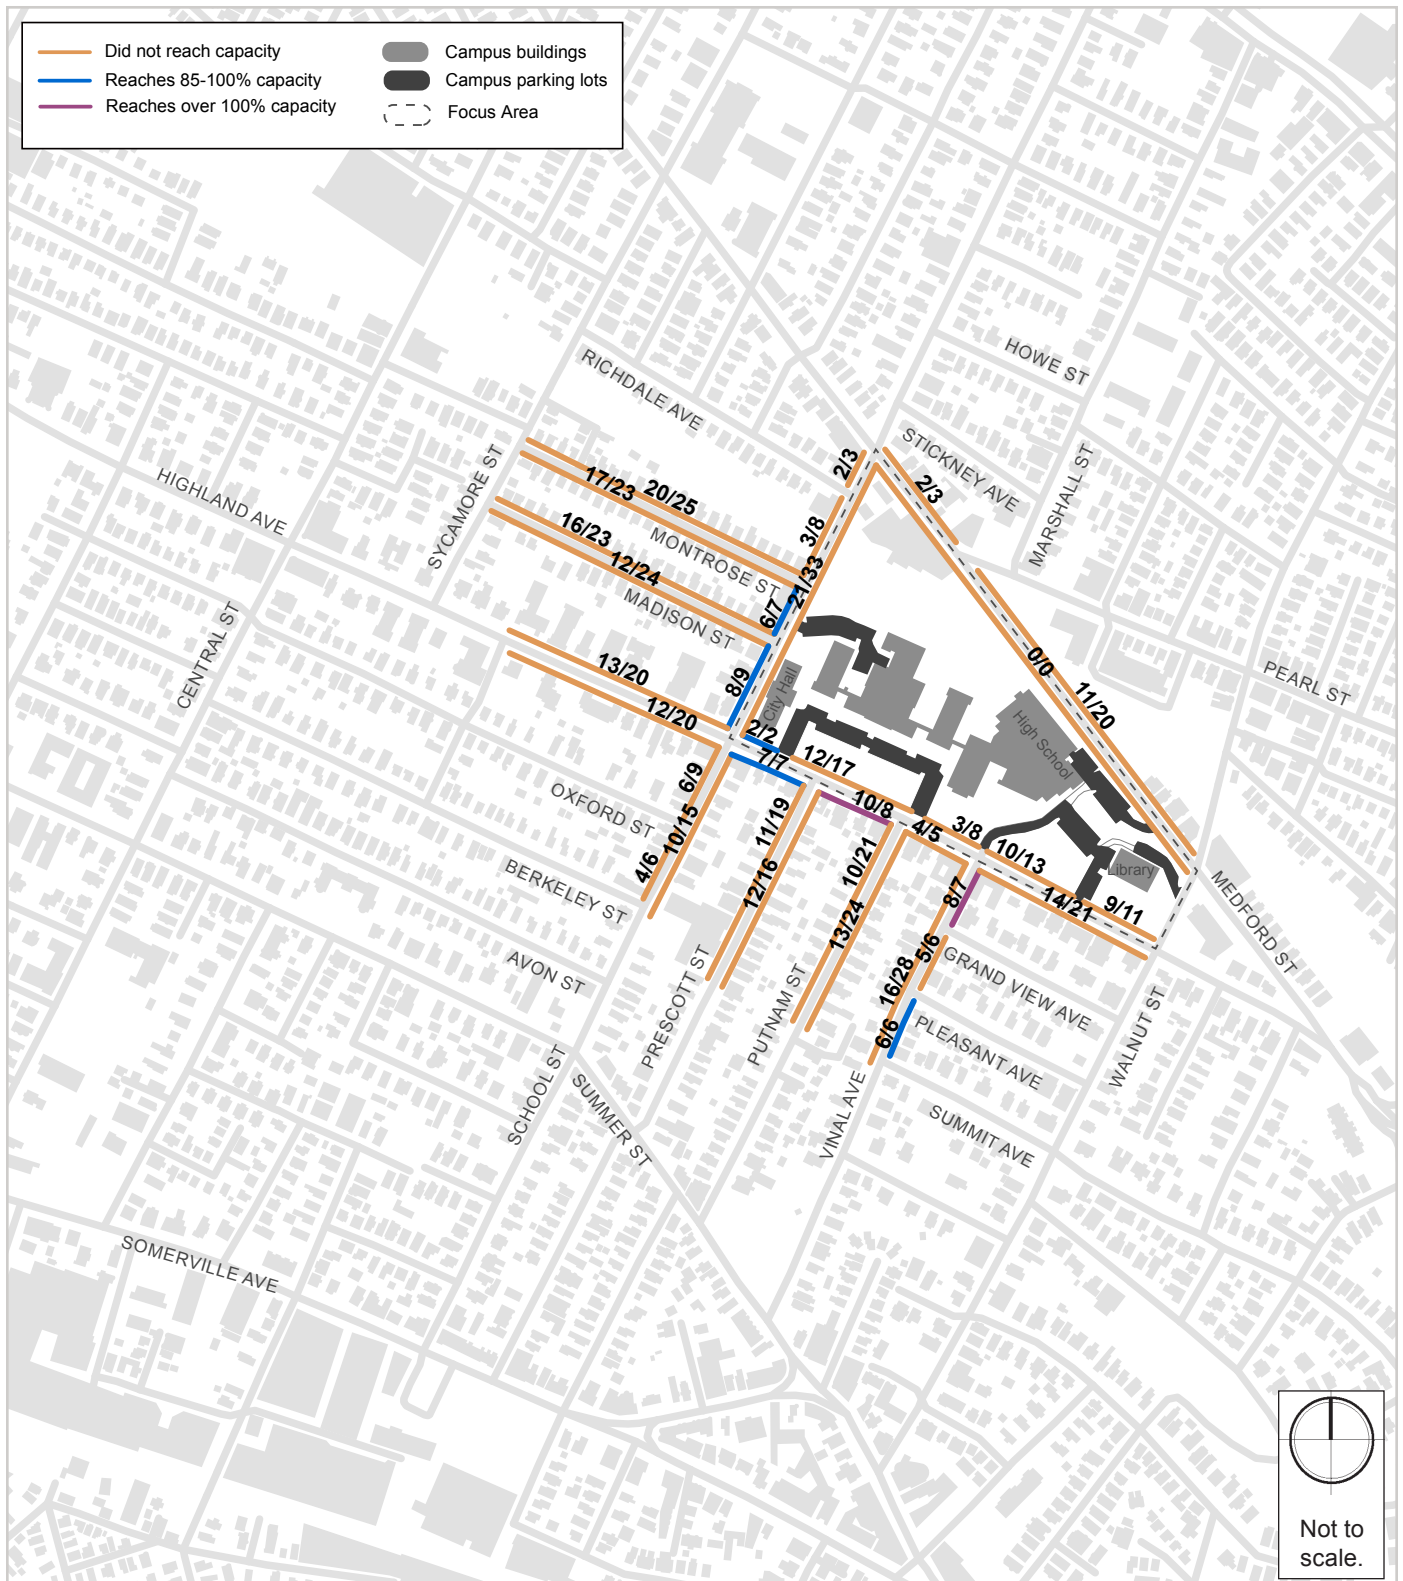 Did not reach capacity
Reaches 85-100% capacity
Reaches over 100% capacity
Campus buildings
Campus parking lots
Focus Area
HOWE ST
RICHDALE AVE
STICKNEY AVE
MARSHALL ST
SYCAMORE ST
HIGHLAND AVE
2/3
2/3
17/23
20/25
3/8
16/23
MONTROSE ST
12/24
21/33
6/7
MADISON ST
CENTRAL ST
13/20
8/9
City Hall
0/0
11/20
PEARL ST
12/20
2/2
7/7
12/17
High School
6/9
OXFORD ST
10/15
11/19
10/8
4/5
3/8
10/13
4/6
12/16
10/21
8/7
14/21
9/11
Library
MEDFORD ST
BERKELEY ST
13/24
5/6
16/28
GRAND VIEW AVE
AVON ST
PRESCOTT ST
PUTNAM ST
6/6
PLEASANT AVE
WALNUT ST
SCHOOL ST
SUMMER ST
VINAL AVE
SUMMIT AVE
SOMERVILLE AVE
Not to
scale.